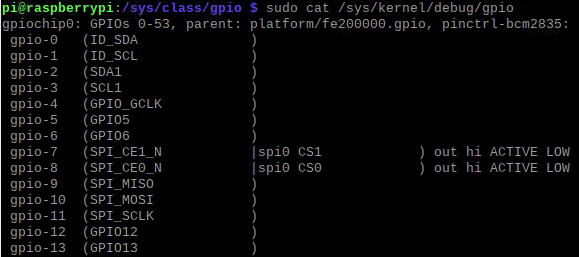 pi@raspberrypi:/sys/class/gpio $ sudo cat /sys/kernel/debug/gpio
gpiochip0: GPIOs 0-53, parent: platform/fe200000.gpio, pinctrl-bcm2835:
 gpio-0   (ID_SDA              )
 gpio-1   (ID_SCL              )
 gpio-2   (SDA1                )
 gpio-3   (SCL1                )
 gpio-4   (GPIO_GCLK           )
 gpio-5   (GPIO5               )
 gpio-6   (GPIO6               )
 gpio-7   (SPI_CE1_N           |spi0 CS1            ) out hi ACTIVE LOW
 gpio-8   (SPI_CE0_N           |spi0 CS0            ) out hi ACTIVE LOW
 gpio-9   (SPI_MISO            )
 gpio-10  (SPI_MOSI            )
 gpio-11  (SPI_SCLK            )
 gpio-12  (GPIO12              )
 gpio-13  (GPIO13              )